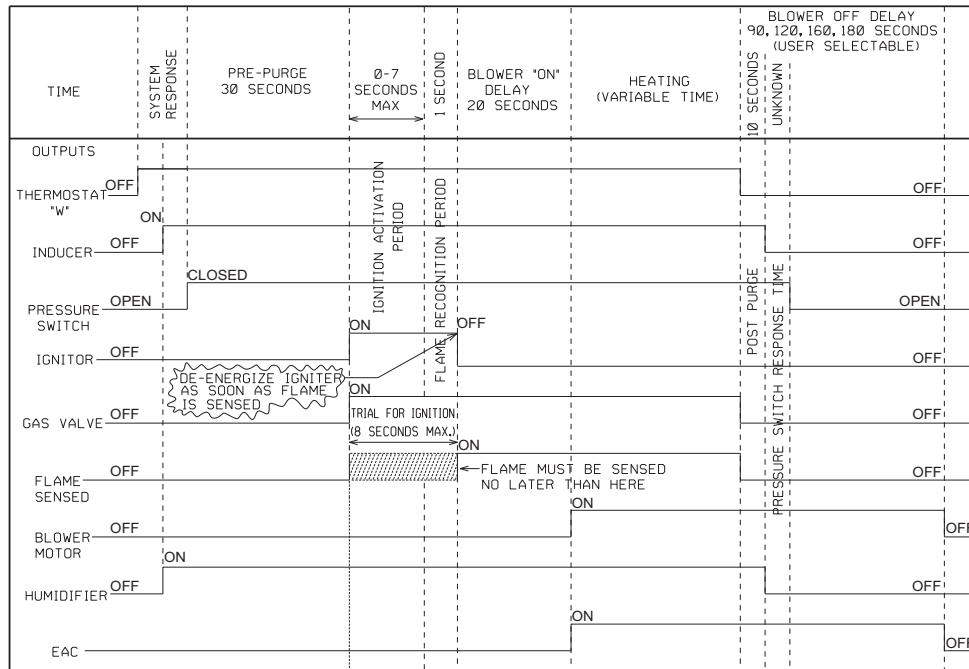 TIME
SYSTEM
RESPONSE
PRE-PURGE
30 SECONDS
0-7
SECONDS
MAX
1 SECOND
BLOWER "ON"
DELAY
20 SECONDS
HEATING
(VARIABLE TIME)
10 SECONDS
UNKNOWN
BLOWER OFF DELAY
90,120,160,180 SECONDS
(USER SELECTABLE)
OUTPUTS
THERMOSTAT
"W"
OFF
OFF
INDUCER
OFF
ON
OFF
PRESSURE
SWITCH
OPEN
CLOSED
OPEN
IGNITION ACTIVATION
PERIOD
FLAME RECOGNITION PERIOD
POST PURGE
PRESSURE SWITCH RESPONSE TIME
IGNITOR
OFF
ON
OFF
OFF
DE-ENERGIZE IGNITER
AS SOON AS FLAME
IS SENSED
GAS VALVE
OFF
ON
OFF
TRIAL FOR IGNITION
(8 SECONDS MAX.)
FLAME
SENSED
OFF
ON
OFF
FLAME MUST BE SENSED
NO LATER THAN HERE
BLOWER
MOTOR
OFF
ON
OFF
HUMIDIFIER
OFF
ON
OFF
EAC
ON
OFF